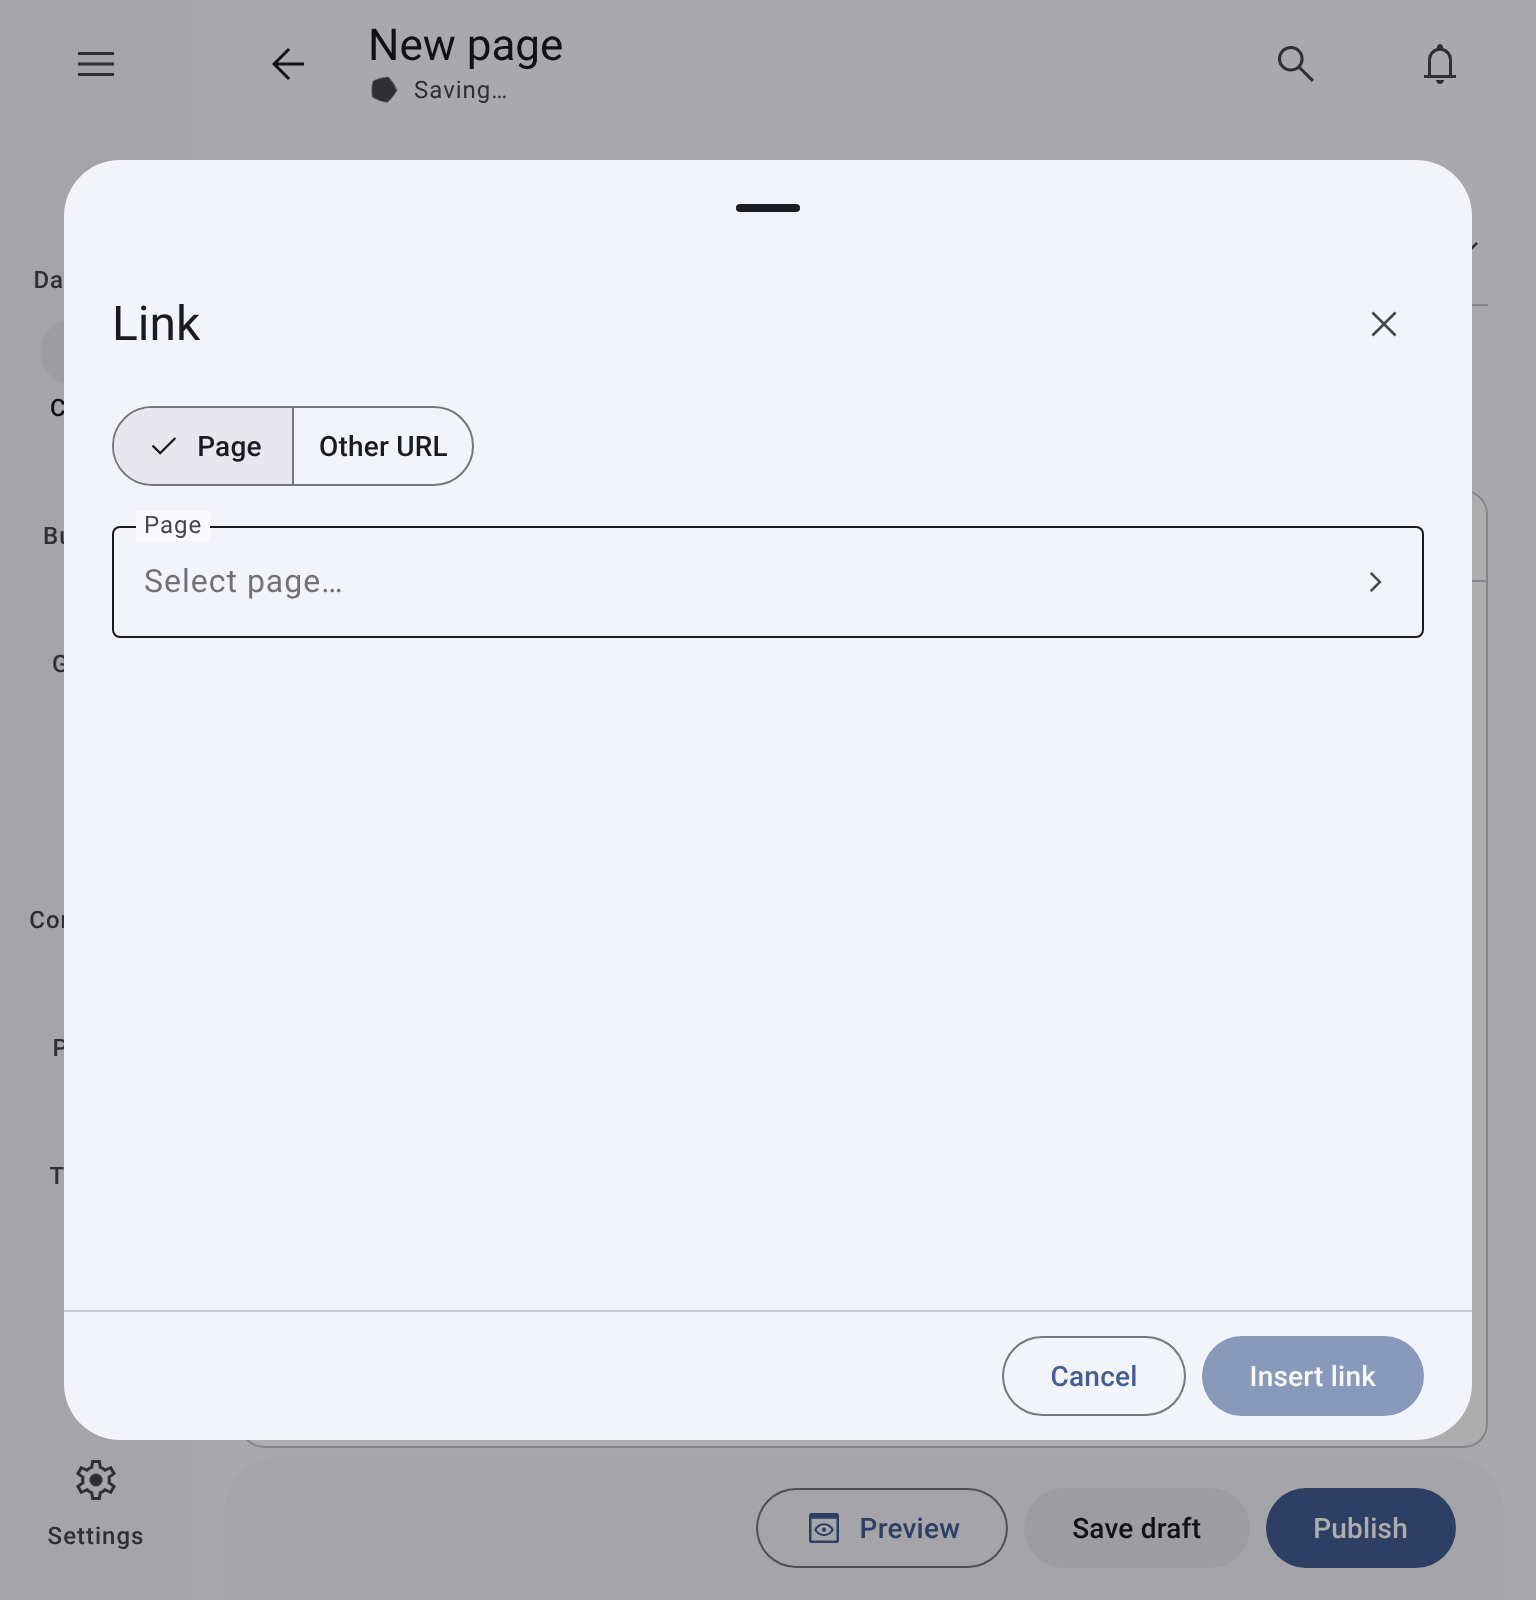 New page
Saving…
Link
Page
Other URL
Page
Select page…
Cancel
Insert link
Settings
Preview
Save draft
Publish